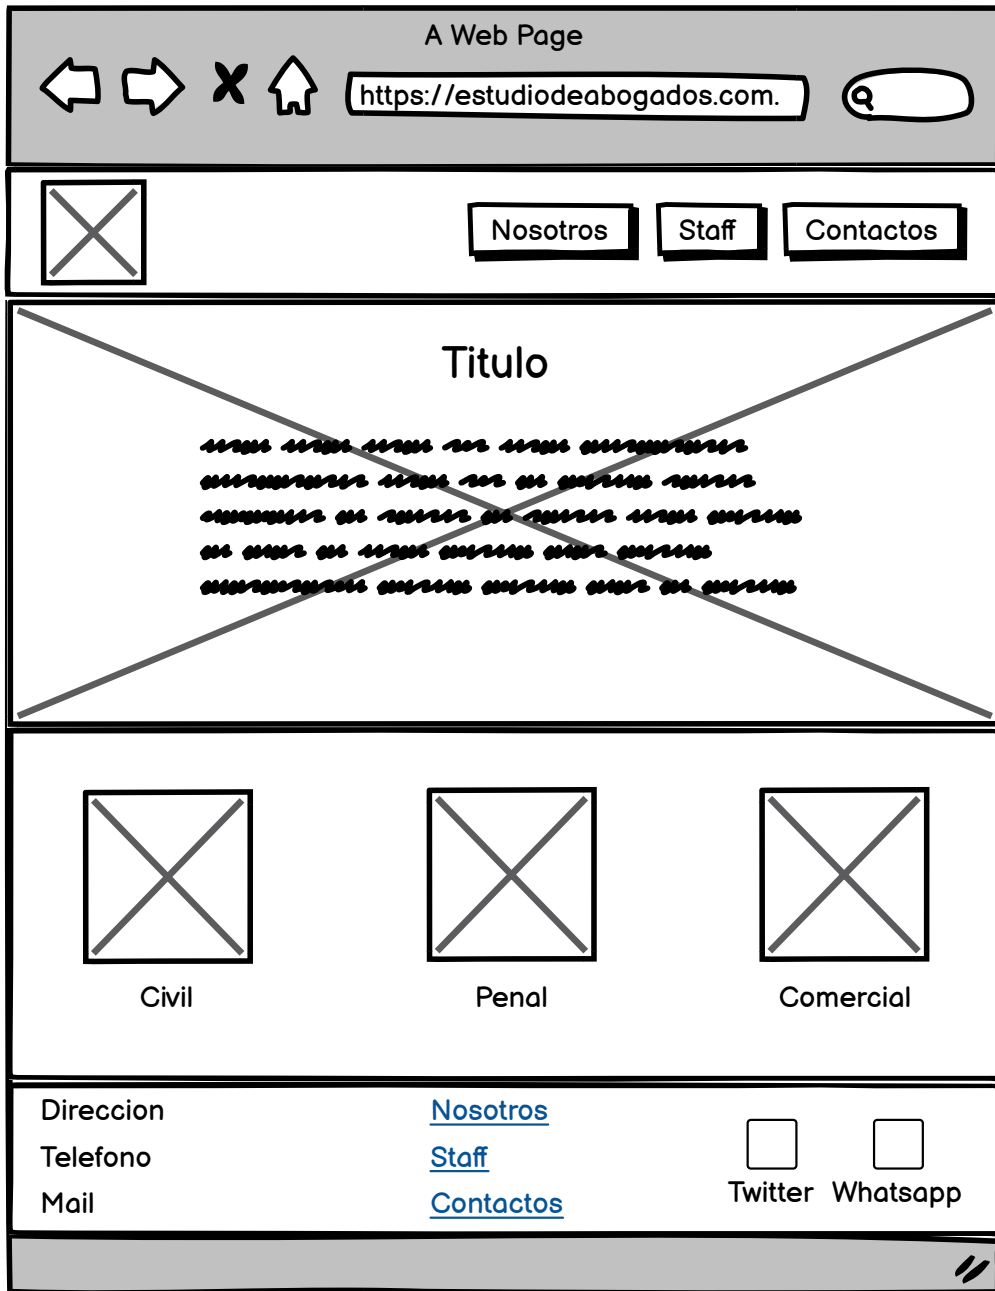 A Web Page
https://estudiodeabogados.com.
Nosotros
Staff
Contactos
Titulo
Civil
Penal
Comercial
Direccion
Telefono
Mail
Nosotros
Staff
Contactos
Twitter
Whatsapp